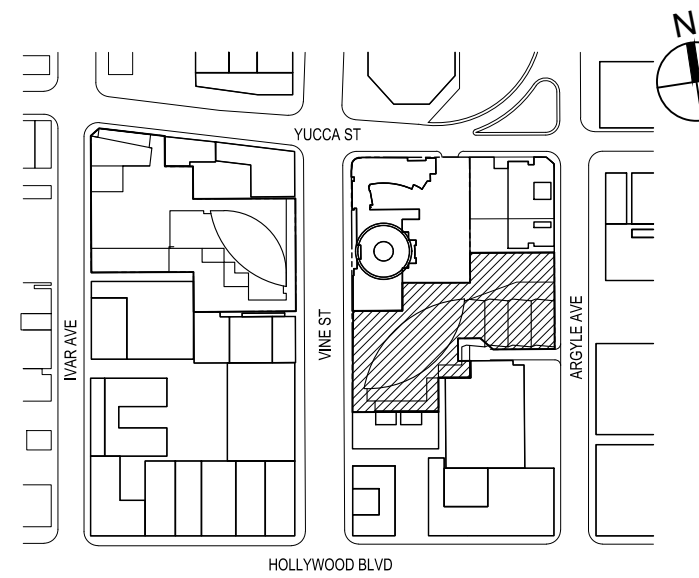 N
YUCCA ST
IVAR AVE
VINE ST
ARGYLE AVE
HOLLYWOOD BLVD